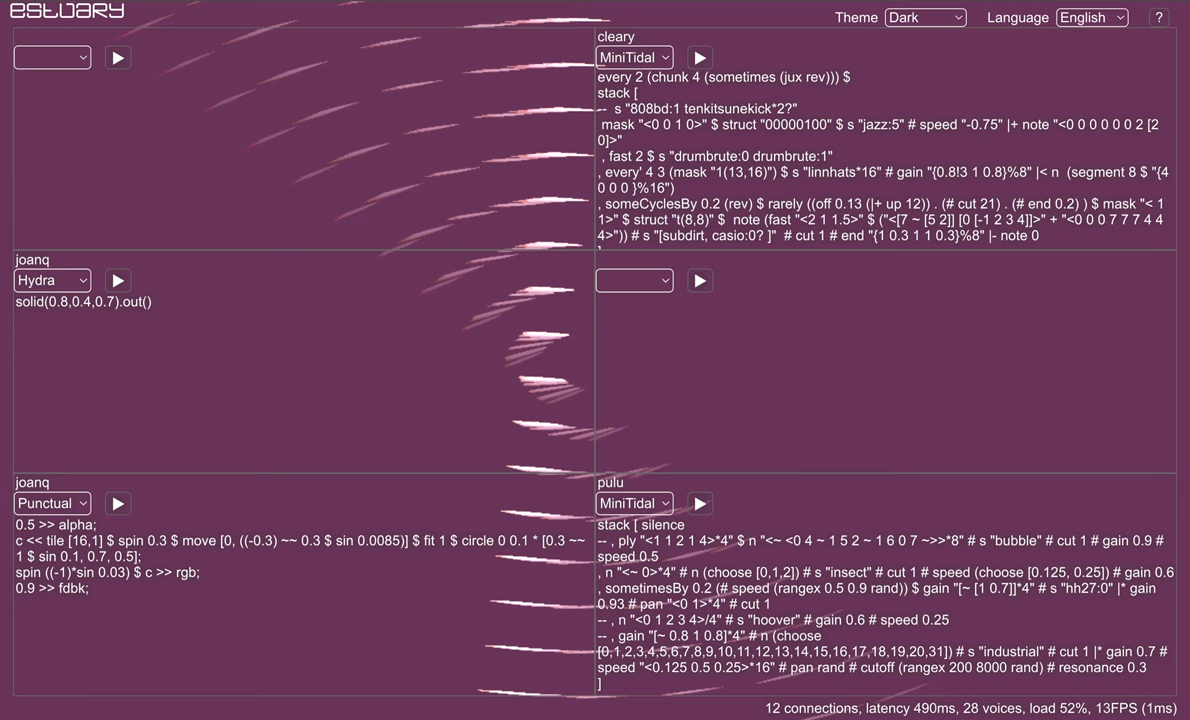 estuary
Theme Dark Language English ?
cleary
MiniTidal
every 2 (chunk 4 (sometimes (jux rev))) $
stack [
-- s "808bd:1 tenkitsunekick*2?"
mask "<0 0 1 0>" $ struct "00000100" $ s "jazz:5" # speed "-0.75" |+ note "<0 0 0 0 0 0 2 [2
0]>"
, fast 2 $ s "drumbrute:0 drumbrute:1"
, every' 4 3 (mask "1(13,16)") $ s "linnhats*16" # gain "{0.8!3 1 0.8}%8" |< n (segment 8 $ "{4
0 0 0 }%16")
, someCyclesBy 0.2 (rev) $ rarely ((off 0.13 (|+ up 12)) . (# cut 21) . (# end 0.2) ) $ mask "< 1
1>" $ struct "t(8,8)" $ note (fast "<2 1 1.5>" $ ("<[7 ~ [5 2]] [0 [-1 2 3 4]]>" + "<0 0 0 7 7 7 4 4
4>")) # s "[subdirt, casio:0? ]" # cut 1 # end "{1 0.3 1 1 0.3}%8" |- note 0
joanq
Hydra
solid(0.8,0.4,0.7).out()
joanq
Punctual
0.5 >> alpha;
c << tile [16,1] $ spin 0.3 $ move [0, ((-0.3) ~~ 0.3 $ sin 0.0085)] $ fit 1 $ circle 0 0.1 * [0.3 ~~
1 $ sin 0.1, 0.7, 0.5];
spin ((-1)*sin 0.03) $ c >> rgb;
0.9 >> fdbk;
pulu
MiniTidal
stack [ silence
-- , ply "<1 1 2 1 4>*4" $ n "<~ <0 4 ~ 1 5 2 ~ 1 6 0 7 ~>>*8" # s "bubble" # cut 1 # gain 0.9 #
speed 0.5
, n "<~ 0>*4" # n (choose [0,1,2]) # s "insect" # cut 1 # speed (choose [0.125, 0.25]) # gain 0.6
, sometimesBy 0.2 (# speed (rangex 0.5 0.9 rand)) $ gain "[~ [1 0.7]]*4" # s "hh27:0" |* gain
0.93 # pan "<0 1>*4" # cut 1
-- , n "<0 1 2 3 4>/4" # s "hoover" # gain 0.6 # speed 0.25
-- , gain "[~ 0.8 1 0.8]*4" # n (choose
[0,1,2,3,4,5,6,7,8,9,10,11,12,13,14,15,16,17,18,19,20,31]) # s "industrial" # cut 1 |* gain 0.7 #
speed "<0.125 0.5 0.25>*16" # pan rand # cutoff (rangex 200 8000 rand) # resonance 0.3
]
12 connections, latency 490ms, 28 voices, load 52%, 13FPS (1ms)